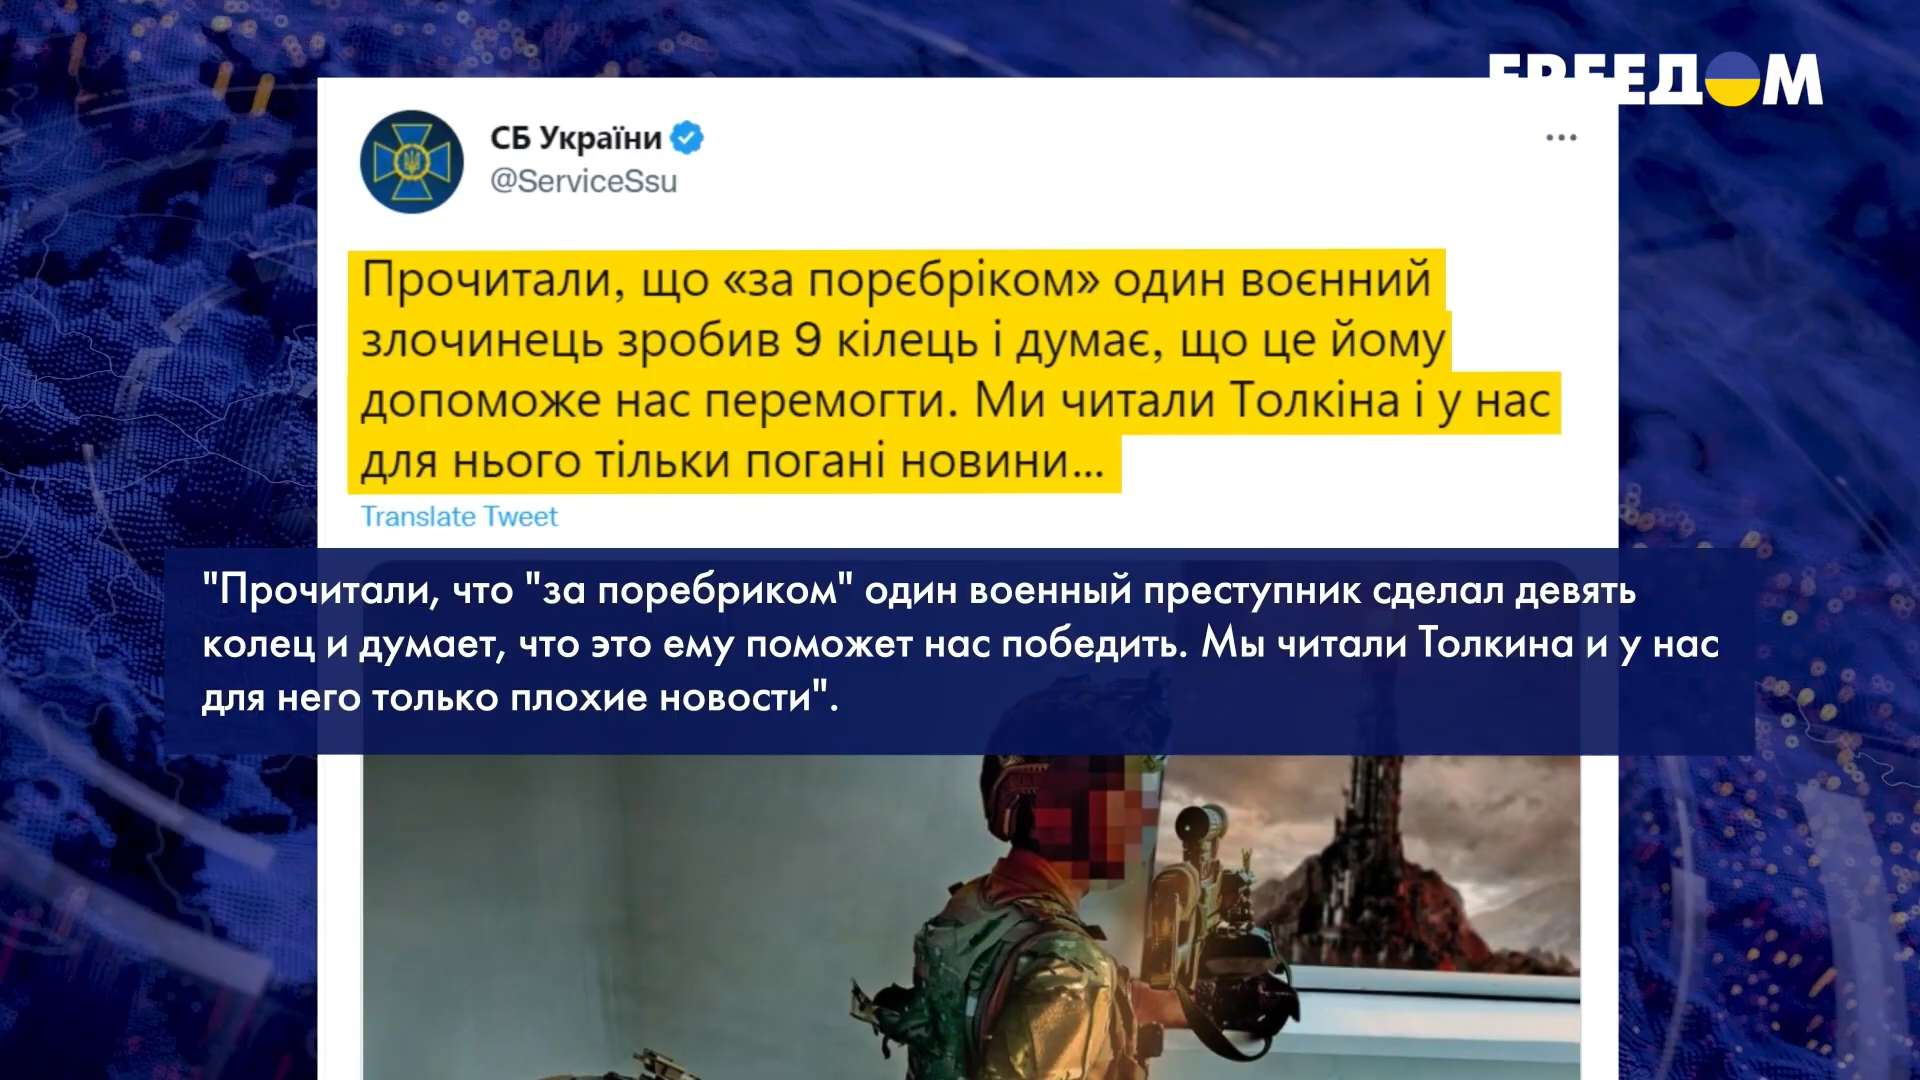 FREEДОМ
СБ України
@ServiceSsu
Прочитали, що «за порєбріком» один воєнний
злочинець зробив 9 кілець і думає, що це йому
допоможе нас перемогти. Ми читали Толкіна і у нас
для нього тільки погані новини...
Translate Tweet
"Прочитали, что "за поребриком" один военный преступник сделал девять
колец и думает, что это ему поможет нас победить. Мы читали Толкина и у нас
для него только плохие новости".